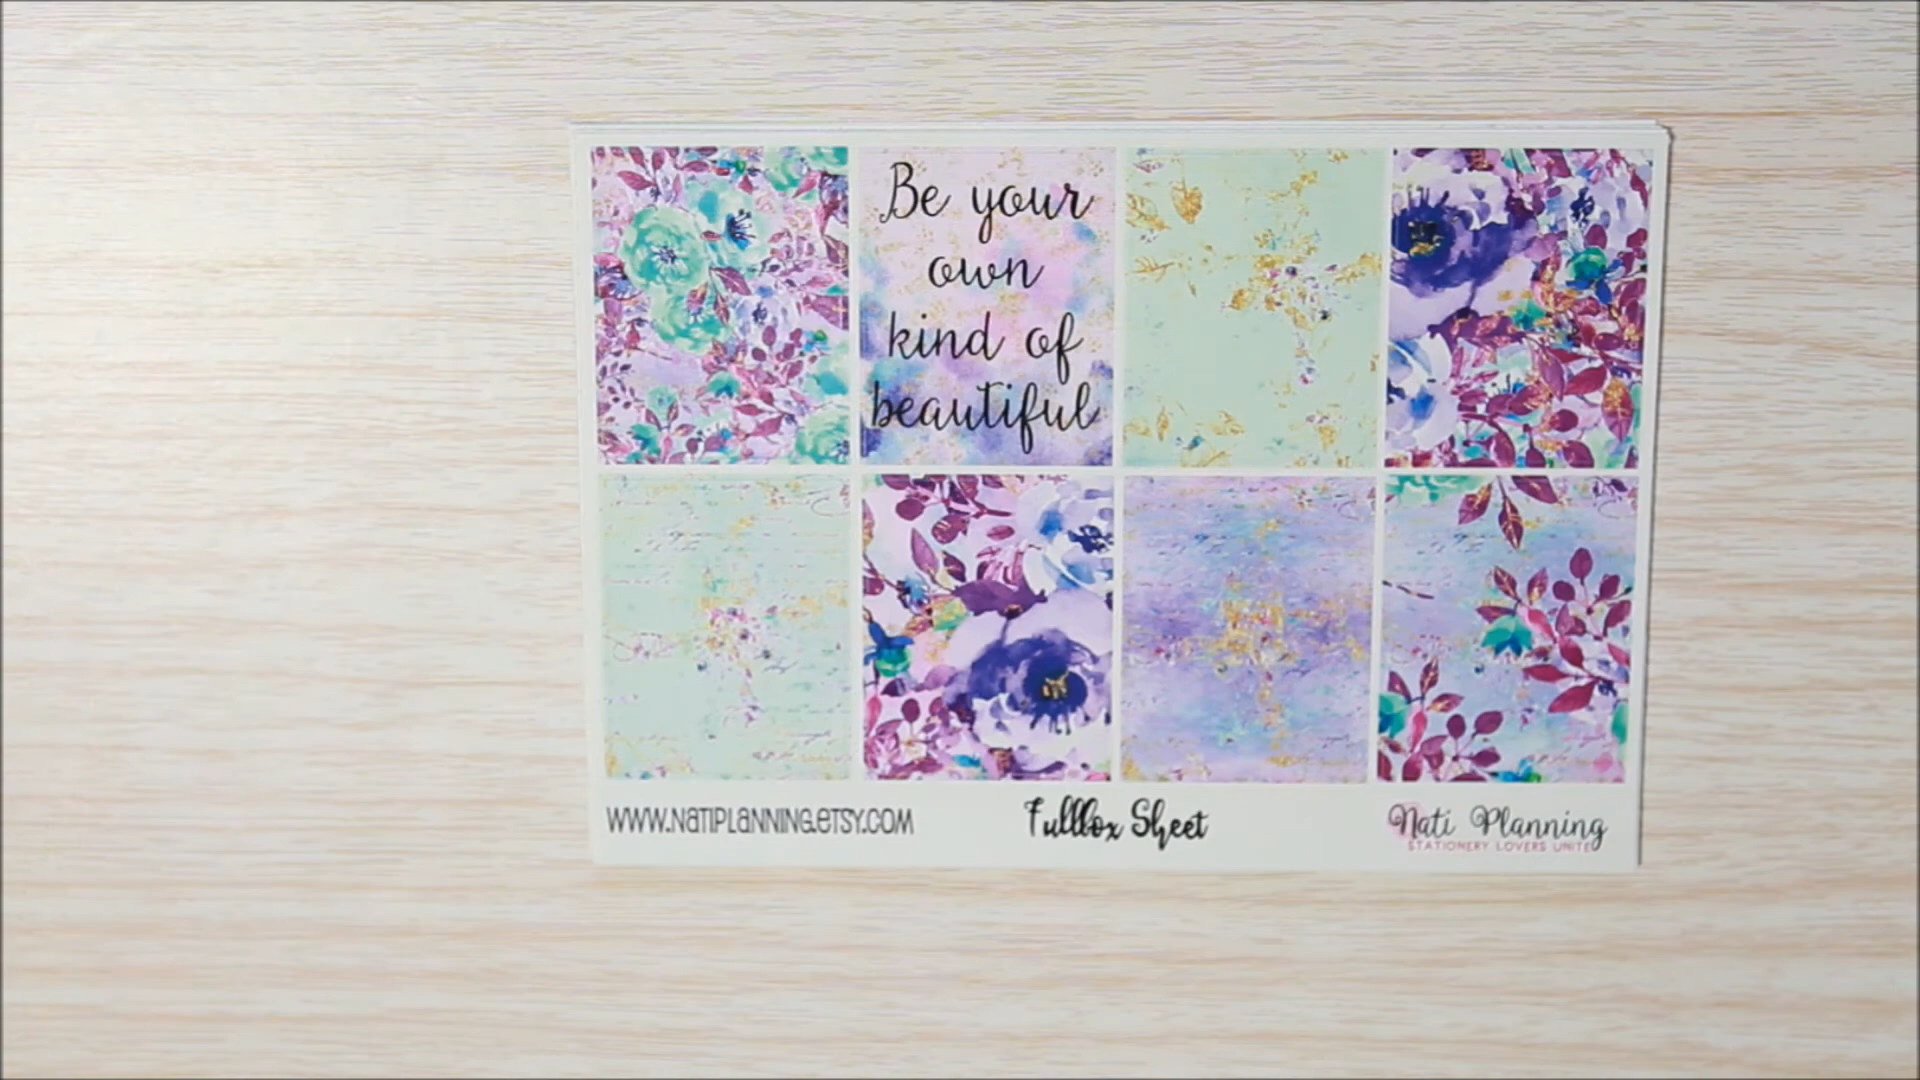 Be your
own
kind of
beautiful
WWW.NATIPLANNING.ETSY.COM
Fullbox Sheet
Nati Planning
STATIONERY LOVERS UNITE